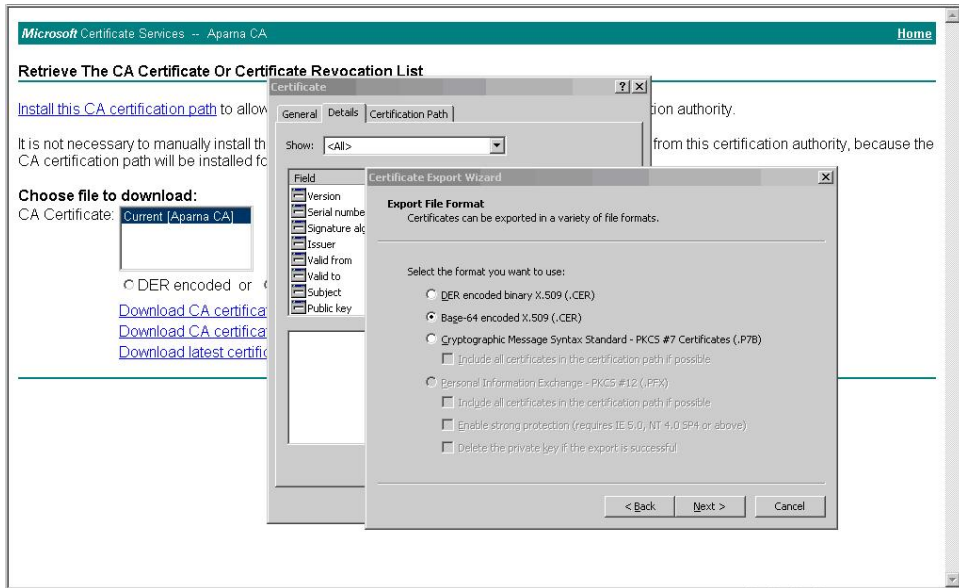 Microsoft Certificate Services -- Aparna CA Home
Retrieve The CA Certificate Or Certificate Revocation List
Install this CA certification path to allow
tion authority.
It is not necessary to manually install th
from this certification authority, because the
CA certification path will be installed fo
Choose file to download:
CA Certificate: Current [Aparna CA]
DER encoded or
Download CA certifica
Download CA certifica
Download latest certific
Certificate
General Details Certification Path
Show: <All>
Field
Version
Serial numbe
Signature alg
Issuer
Valid from
Valid to
Subject
Public key
Certificate Export Wizard
Export File Format
Certificates can be exported in a variety of file formats.
Select the format you want to use:
DER encoded binary X.509 (.CER)
Base-64 encoded X.509 (.CER)
Cryptographic Message Syntax Standard - PKCS #7 Certificates (.P7B)
Include all certificates in the certification path if possible
Personal Information Exchange - PKCS #12 (.PFX)
Include all certificates in the certification path if possible
Enable strong protection (requires IE 5.0, NT 4.0 SP4 or above)
Delete the private key if the export is successful
< Back Next > Cancel